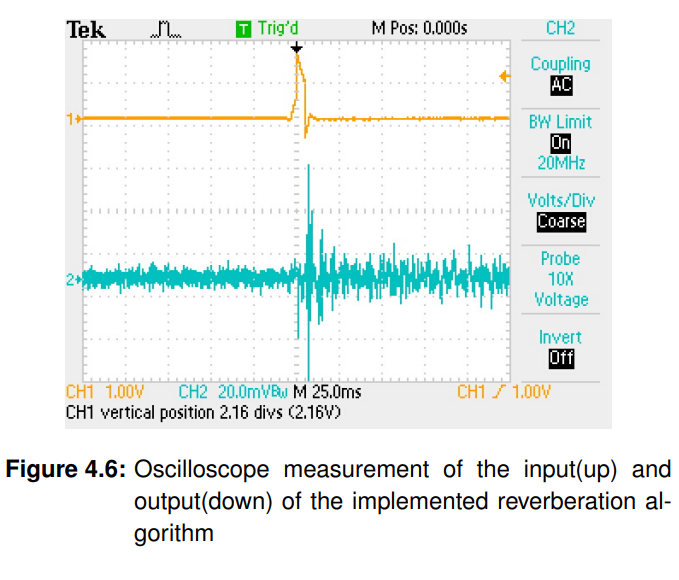 Tek T Trig'd M Pos: 0.000s CH2
Coupling
AC
BW Limit
On
20MHz
Volts/Div
Coarse
Probe
10X
Voltage
Invert
Off
1
2
CH1 1.00V CH2 20.0mVBw M 25.0ms CH1 1.00V
CH1 vertical position 2.16 divs (2.16V)
Figure 4.6: Oscilloscope measurement of the input(up) and
output(down) of the implemented reverberation al-
gorithm